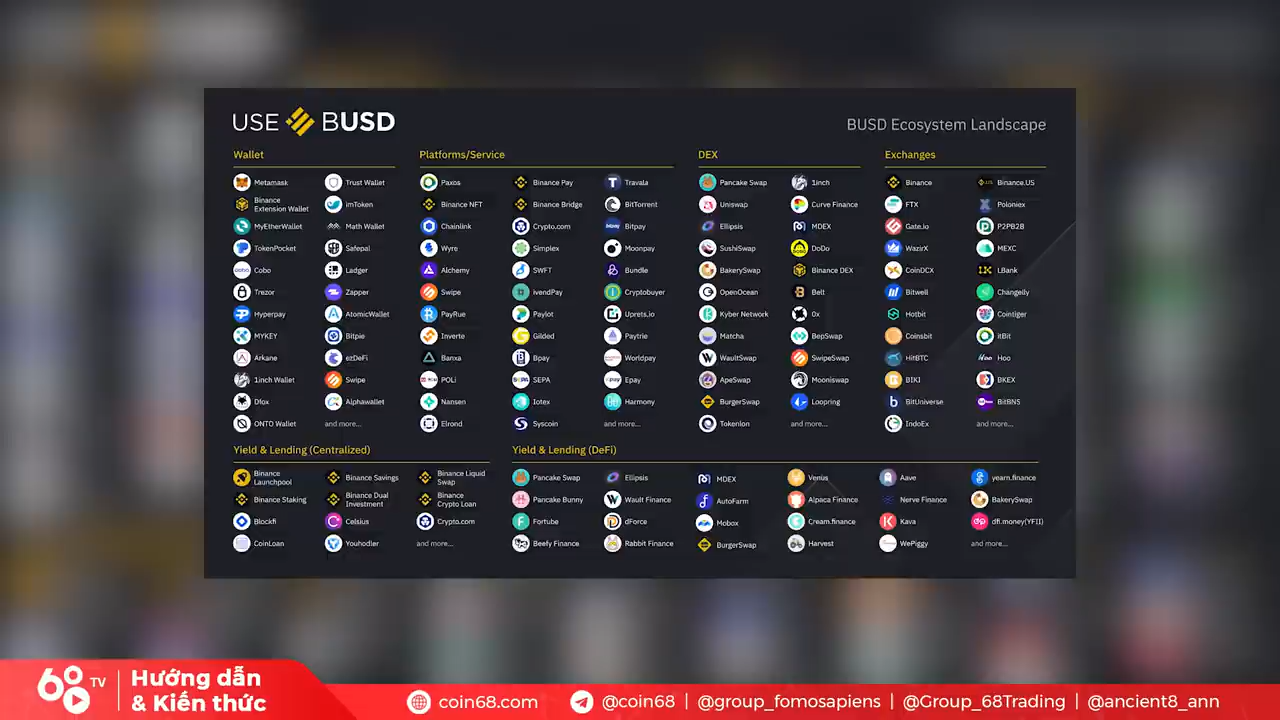 USE BUSD
BUSD Ecosystem Landscape
Wallet
Metamask
Trust Wallet
Binance
Extension Wallet
imToken
MyEtherWallet
Math Wallet
TokenPocket
Safepal
Cobo
Ledger
Trezor
Zapper
Hyperpay
AtomicWallet
MYKEY
Bitpie
Arkane
ezDeFi
1inch Wallet
Swipe
Dfox
Alphawallet
ONTO Wallet
and more...
Platforms/Service
Paxos
Binance Pay
Travala
Binance NFT
Binance Bridge
BitTorrent
Chainlink
Crypto.com
Bitpay
Wyre
Simplex
Moonpay
Alchemy
SWFT
Bundle
Swipe
ivendPay
Cryptobuyer
PayRue
Paylot
Uprets.io
Inverte
Gilded
Paytrie
Banxa
Bpay
Worldpay
POLi
SEPA
Epay
Nansen
Iotex
Harmony
Elrond
Syscoin
and more...
DEX
Pancake Swap
1inch
Uniswap
Curve Finance
Ellipsis
MDEX
SushiSwap
DoDo
BakerySwap
Binance DEX
OpenOcean
Belt
Kyber Network
0x
Matcha
BepSwap
WaultSwap
SwipeSwap
ApeSwap
Mooniswap
BurgerSwap
Loopring
Tokenlon
and more...
Exchanges
Binance
Binance.US
FTX
Poloniex
Gate.io
P2PB2B
WazirX
MEXC
CoinDCX
LBank
Bitwell
Changelly
Hotbit
Cointiger
Coinsbit
itBit
HitBTC
Hoo
BIKI
BKEX
BitUniverse
BitBNS
IndoEx
and more...
Yield & Lending (Centralized)
Binance
Launchpool
Binance Savings
Binance Liquid
Swap
Binance Staking
Binance Dual
Investment
Binance
Crypto Loan
Blockfi
Celsius
Crypto.com
CoinLoan
Youhodler
and more...
Yield & Lending (DeFi)
Pancake Swap
Ellipsis
MDEX
Venus
Aave
yearn.finance
Pancake Bunny
Wault Finance
AutoFarm
Alpaca Finance
Nerve Finance
BakerySwap
Fortube
dForce
Mobox
Cream.finance
Kava
dfi.money(YFII)
Beefy Finance
Rabbit Finance
BurgerSwap
Harvest
WePiggy
and more...
68 TV
Hướng dẫn
& Kiến thức
coin68.com
@coin68 | @group_fomosapiens | @Group_68Trading | @ancient8_ann